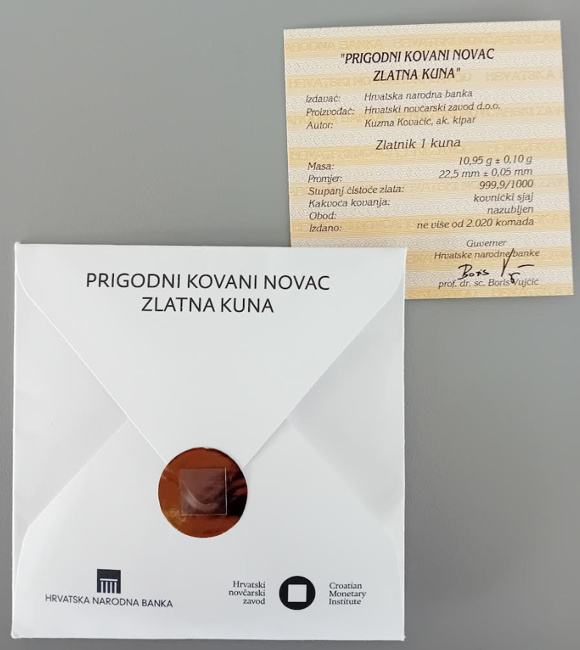 "PRIGODNI KOVANI NOVAC
ZLATNA KUNA"
Izdavač: Hrvatska narodna banka
Proizvođač: Hrvatski novčarski zavod d.o.o.
Autor: Kuzma Kovačić, ak. kipar
Zlatnik 1 kuna
Masa: 10,95 g ± 0,10 g
Promjer: 22,5 mm ± 0,05 mm
Stupanj čistoće zlata: 999,9/1000
Kakvoća kovanja: kovnički sjaj
Obod: nazubljen
Izdano: ne više od 2.020 komada
Guverner
Hrvatske narodne banke
prof. dr. sc. Boris Vujčić
PRIGODNI KOVANI NOVAC
ZLATNA KUNA
HRVATSKA NARODNA BANKA
Hrvatski
novčarski
zavod
Croatian
Monetary
Institute